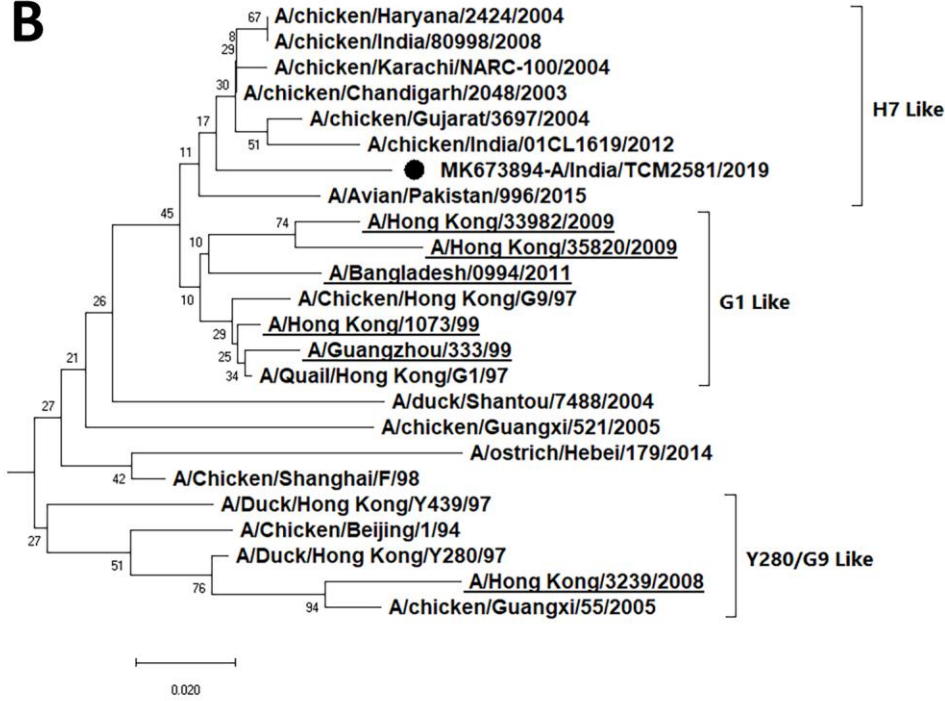 B
67
A/chicken/Haryana/2424/2004
8
A/chicken/India/80998/2008
29
A/chicken/Karachi/NARC-100/2004
30
A/chicken/Chandigarh/2048/2003
H7 Like
17
A/chicken/Gujarat/3697/2004
51
A/chicken/India/01CL1619/2012
11
MK673894-A/India/TCM2581/2019
A/Avian/Pakistan/996/2015
45
74
A/Hong Kong/33982/2009
10
A/Hong Kong/35820/2009
A/Bangladesh/0994/2011
10
A/Chicken/Hong Kong/G9/97
G1 Like
26
29
A/Hong Kong/1073/99
25
A/Guangzhou/333/99
21
34
A/Quail/Hong Kong/G1/97
A/duck/Shantou/7488/2004
27
A/chicken/Guangxi/521/2005
A/ostrich/Hebei/179/2014
42
A/Chicken/Shanghai/F/98
A/Duck/Hong Kong/Y439/97
27
A/Chicken/Beijing/1/94
51
A/Duck/Hong Kong/Y280/97
Y280/G9 Like
76
A/Hong Kong/3239/2008
94
A/chicken/Guangxi/55/2005
0.020